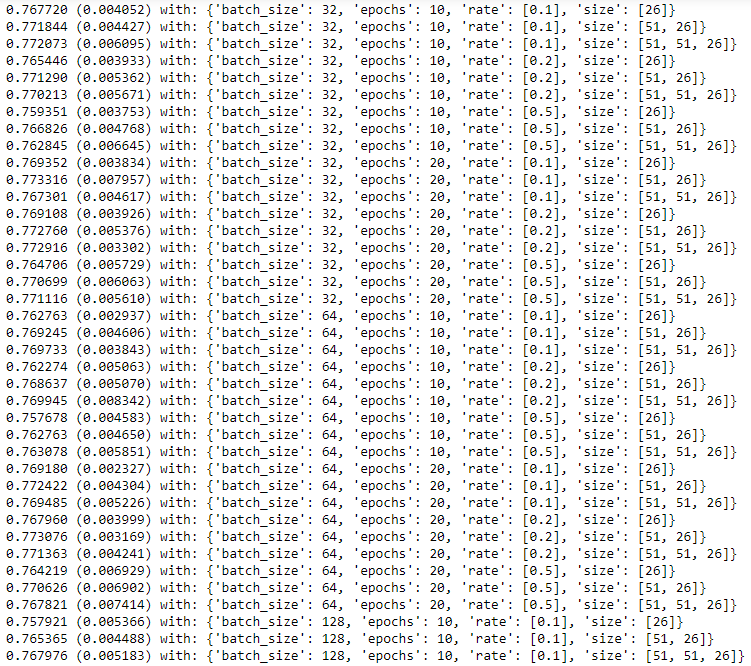 0.767720 (0.004052) with: {'batch_size': 32, 'epochs': 10, 'rate': [0.1], 'size': [26]}
0.771844 (0.004427) with: {'batch_size': 32, 'epochs': 10, 'rate': [0.1], 'size': [51, 26]}
0.772073 (0.006095) with: {'batch_size': 32, 'epochs': 10, 'rate': [0.1], 'size': [51, 51, 26]}
0.765446 (0.003933) with: {'batch_size': 32, 'epochs': 10, 'rate': [0.2], 'size': [26]}
0.771290 (0.005362) with: {'batch_size': 32, 'epochs': 10, 'rate': [0.2], 'size': [51, 26]}
0.770213 (0.005671) with: {'batch_size': 32, 'epochs': 10, 'rate': [0.2], 'size': [51, 51, 26]}
0.759351 (0.003753) with: {'batch_size': 32, 'epochs': 10, 'rate': [0.5], 'size': [26]}
0.766826 (0.004768) with: {'batch_size': 32, 'epochs': 10, 'rate': [0.5], 'size': [51, 26]}
0.762845 (0.006645) with: {'batch_size': 32, 'epochs': 10, 'rate': [0.5], 'size': [51, 51, 26]}
0.769352 (0.003834) with: {'batch_size': 32, 'epochs': 20, 'rate': [0.1], 'size': [26]}
0.773316 (0.007957) with: {'batch_size': 32, 'epochs': 20, 'rate': [0.1], 'size': [51, 26]}
0.767301 (0.004617) with: {'batch_size': 32, 'epochs': 20, 'rate': [0.1], 'size': [51, 51, 26]}
0.769108 (0.003926) with: {'batch_size': 32, 'epochs': 20, 'rate': [0.2], 'size': [26]}
0.772760 (0.005376) with: {'batch_size': 32, 'epochs': 20, 'rate': [0.2], 'size': [51, 26]}
0.772916 (0.003302) with: {'batch_size': 32, 'epochs': 20, 'rate': [0.2], 'size': [51, 51, 26]}
0.764706 (0.005729) with: {'batch_size': 32, 'epochs': 20, 'rate': [0.5], 'size': [26]}
0.770699 (0.006063) with: {'batch_size': 32, 'epochs': 20, 'rate': [0.5], 'size': [51, 26]}
0.771116 (0.005610) with: {'batch_size': 32, 'epochs': 20, 'rate': [0.5], 'size': [51, 51, 26]}
0.762763 (0.002937) with: {'batch_size': 64, 'epochs': 10, 'rate': [0.1], 'size': [26]}
0.769245 (0.004606) with: {'batch_size': 64, 'epochs': 10, 'rate': [0.1], 'size': [51, 26]}
0.769733 (0.003843) with: {'batch_size': 64, 'epochs': 10, 'rate': [0.1], 'size': [51, 51, 26]}
0.762274 (0.005063) with: {'batch_size': 64, 'epochs': 10, 'rate': [0.2], 'size': [26]}
0.768637 (0.005070) with: {'batch_size': 64, 'epochs': 10, 'rate': [0.2], 'size': [51, 26]}
0.769945 (0.008342) with: {'batch_size': 64, 'epochs': 10, 'rate': [0.2], 'size': [51, 51, 26]}
0.757678 (0.004583) with: {'batch_size': 64, 'epochs': 10, 'rate': [0.5], 'size': [26]}
0.762763 (0.004650) with: {'batch_size': 64, 'epochs': 10, 'rate': [0.5], 'size': [51, 26]}
0.763078 (0.005851) with: {'batch_size': 64, 'epochs': 10, 'rate': [0.5], 'size': [51, 51, 26]}
0.769180 (0.002327) with: {'batch_size': 64, 'epochs': 20, 'rate': [0.1], 'size': [26]}
0.772422 (0.004304) with: {'batch_size': 64, 'epochs': 20, 'rate': [0.1], 'size': [51, 26]}
0.769485 (0.005226) with: {'batch_size': 64, 'epochs': 20, 'rate': [0.1], 'size': [51, 51, 26]}
0.767960 (0.003999) with: {'batch_size': 64, 'epochs': 20, 'rate': [0.2], 'size': [26]}
0.773076 (0.003169) with: {'batch_size': 64, 'epochs': 20, 'rate': [0.2], 'size': [51, 26]}
0.771363 (0.004241) with: {'batch_size': 64, 'epochs': 20, 'rate': [0.2], 'size': [51, 51, 26]}
0.764219 (0.006929) with: {'batch_size': 64, 'epochs': 20, 'rate': [0.5], 'size': [26]}
0.770626 (0.006902) with: {'batch_size': 64, 'epochs': 20, 'rate': [0.5], 'size': [51, 26]}
0.767821 (0.007414) with: {'batch_size': 64, 'epochs': 20, 'rate': [0.5], 'size': [51, 51, 26]}
0.757921 (0.005366) with: {'batch_size': 128, 'epochs': 10, 'rate': [0.1], 'size': [26]}
0.765365 (0.004488) with: {'batch_size': 128, 'epochs': 10, 'rate': [0.1], 'size': [51, 26]}
0.767976 (0.005183) with: {'batch_size': 128, 'epochs': 10, 'rate': [0.1], 'size': [51, 51, 26]}